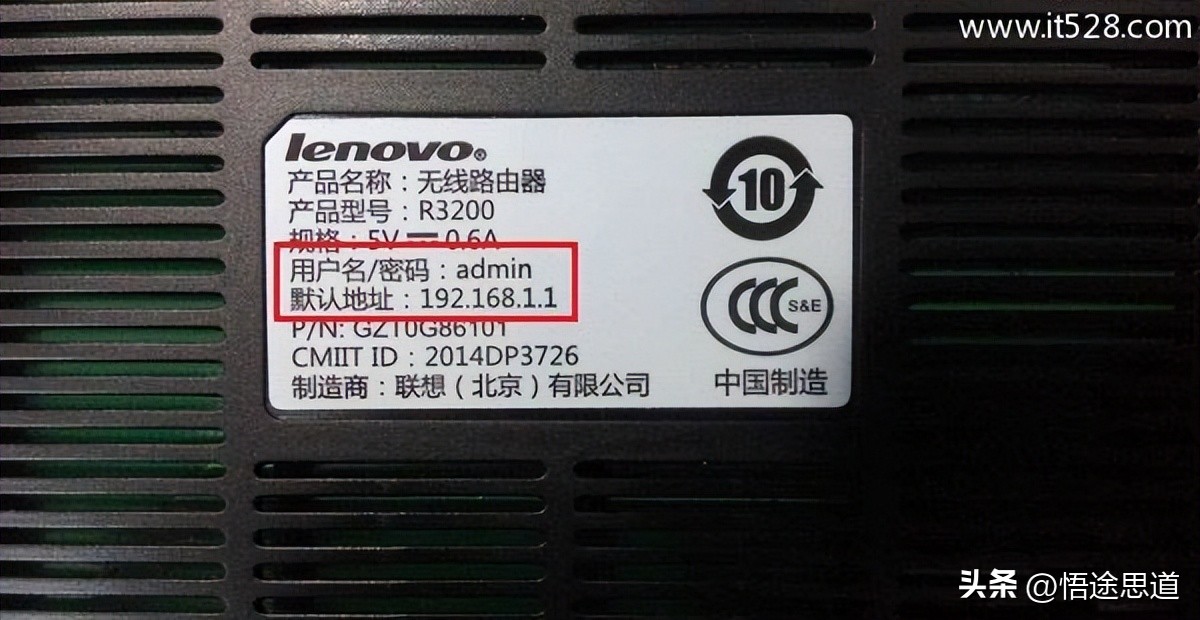 www.it528.com
lenovo®
产品名称：无线路由器
产品型号：R3200
规格：5V ⎓ 0.6A
用户名/密码：admin
默认地址：192.168.1.1
P/N: GZT0G86101
CMIIT ID：2014DP3726
制造商：联想（北京）有限公司
10
CCC S&E
中国制造
头条 @悟途思道